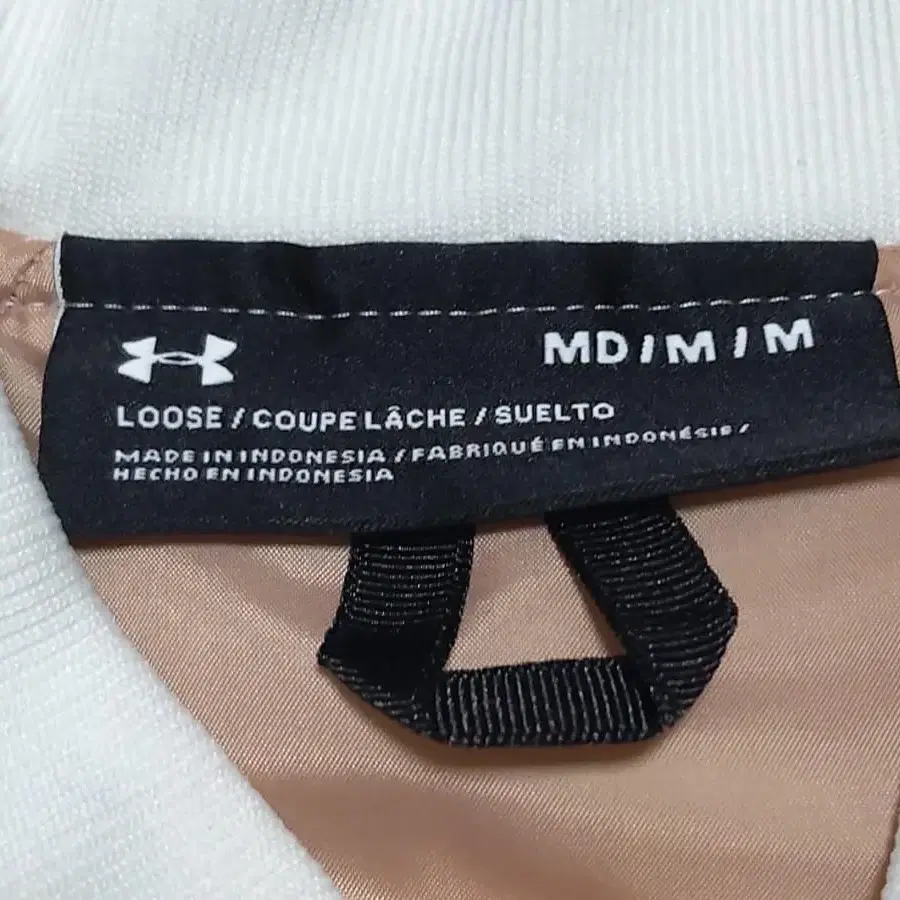 MD / M / M
LOOSE / COUPE LÂCHE / SUELTO
MADE IN INDONESIA / FABRIQUÉ EN INDONÉSIE /
HECHO EN INDONESIA